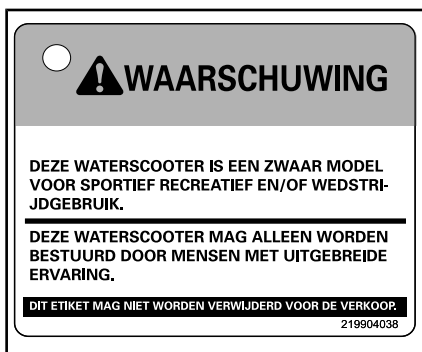 WAARSCHUWING
DEZE WATERSCOOTER IS EEN ZWAAR MODEL
VOOR SPORTIEF RECREATIEF EN/OF WEDSTRI-
JDGEBRUIK.
DEZE WATERSCOOTER MAG ALLEEN WORDEN
BESTUURD DOOR MENSEN MET UITGEBREIDE
ERVARING.
DIT ETIKET MAG NIET WORDEN VERWIJDERD VOOR DE VERKOOP.
219904038